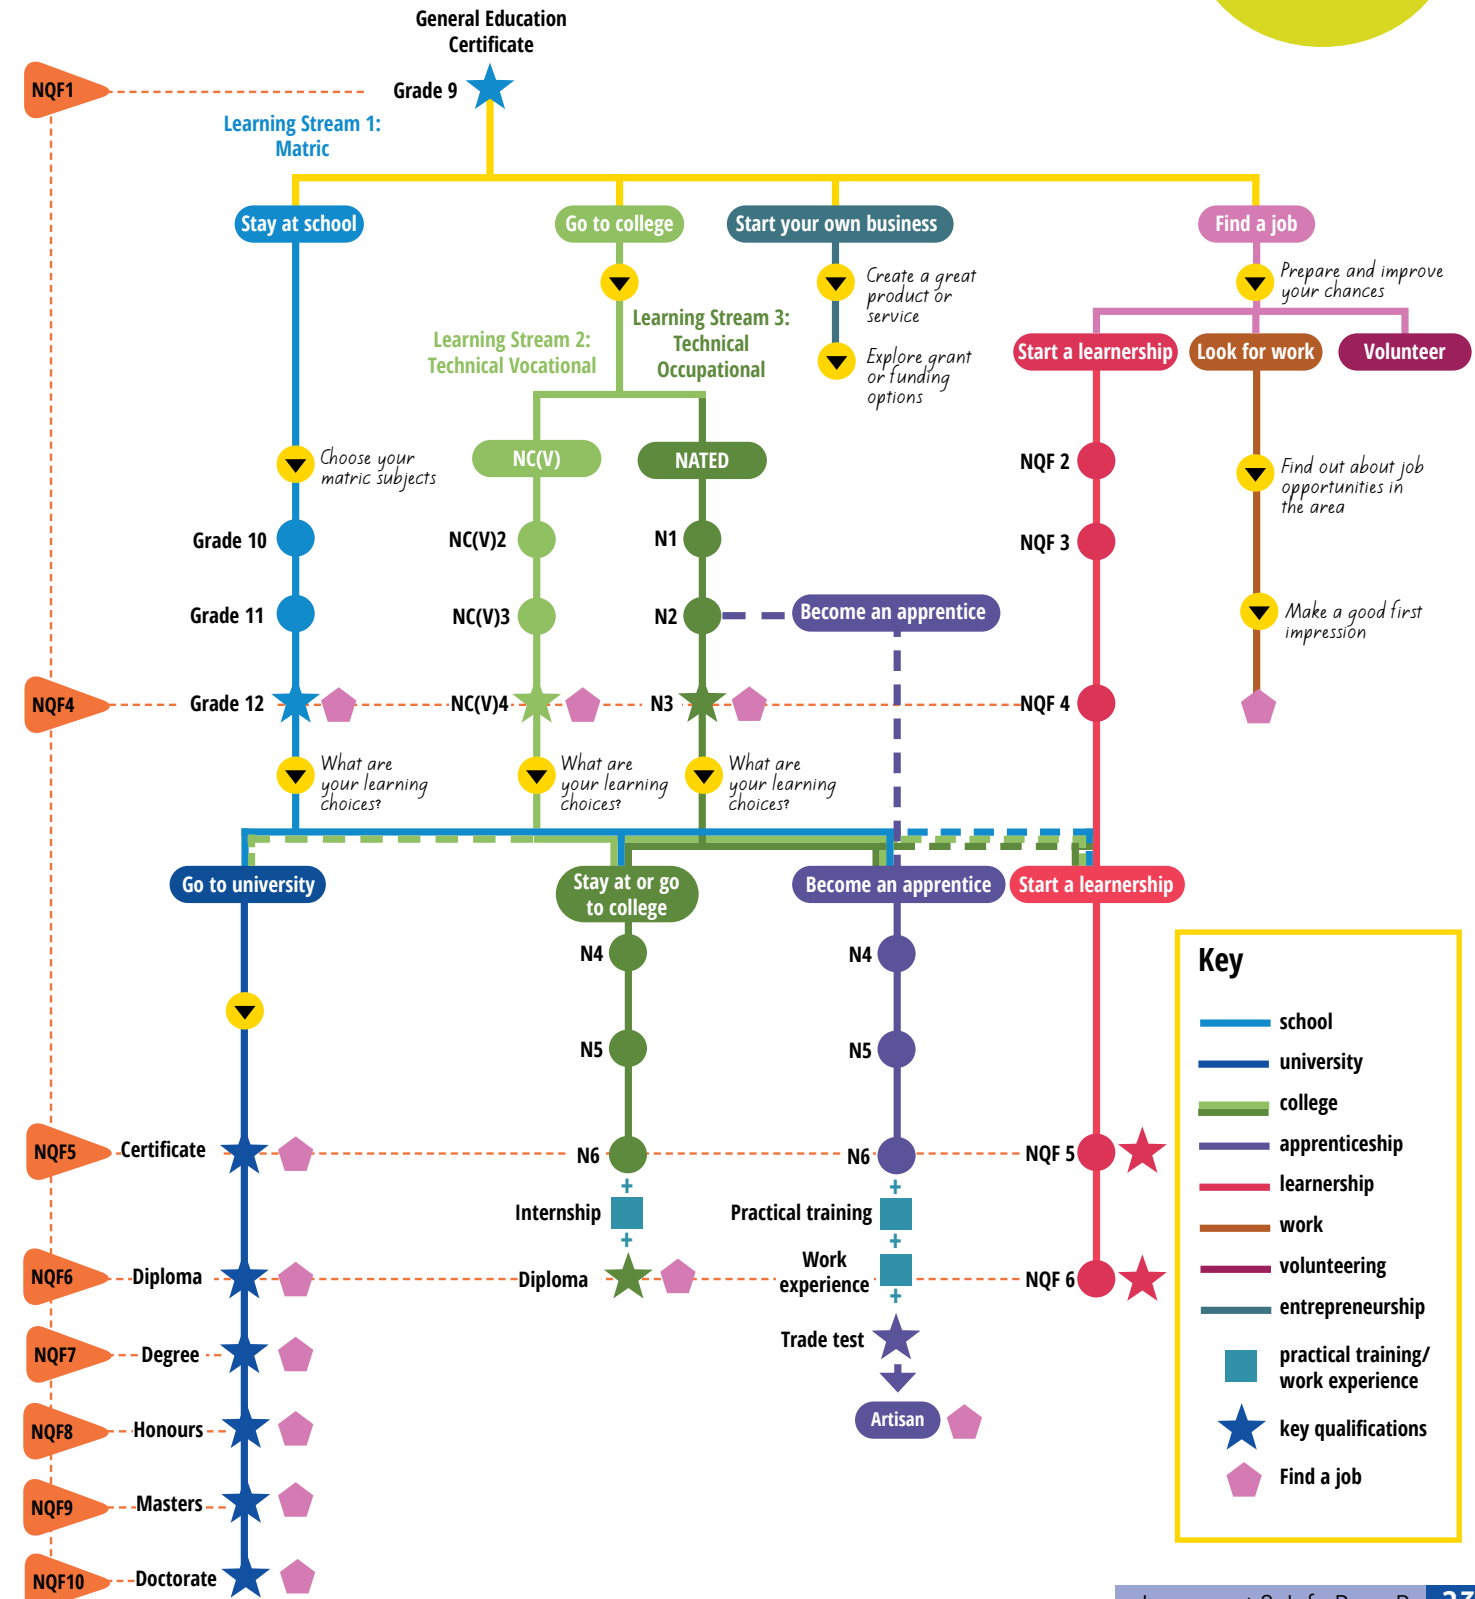 General Education
Certificate
NQF1
Grade 9
Learning Stream 1:
Matric
Stay at school
Go to college
Start your own business
Find a job
Create a great
product or
service
Prepare and improve
your chances
Learning Stream 2:
Technical Vocational
Learning Stream 3:
Technical
Occupational
Explore grant
or funding
options
Start a learnership
Look for work
Volunteer
Choose your
matric subjects
NC(V)
NATED
NQF 2
Find out about job
opportunities in
the area
Grade 10
NC(V)2
N1
NQF 3
Grade 11
NC(V)3
N2
Become an apprentice
Make a good first
impression
NQF4
Grade 12
NC(V)4
N3
NQF 4
What are
your learning
choices?
What are
your learning
choices?
What are
your learning
choices?
Go to university
Stay at or go
to college
Become an apprentice
Start a learnership
N4
N4
N5
N5
NQF5
Certificate
N6
N6
NQF 5
+
+
Internship
Practical training
+
+
NQF6
Diploma
Diploma
Work
experience
NQF 6
+
Trade test
NQF7
Degree
Artisan
NQF8
Honours
NQF9
Masters
NQF10
Doctorate
Key
school
university
college
apprenticeship
learnership
work
volunteering
entrepreneurship
practical training/
work experience
key qualifications
Find a job